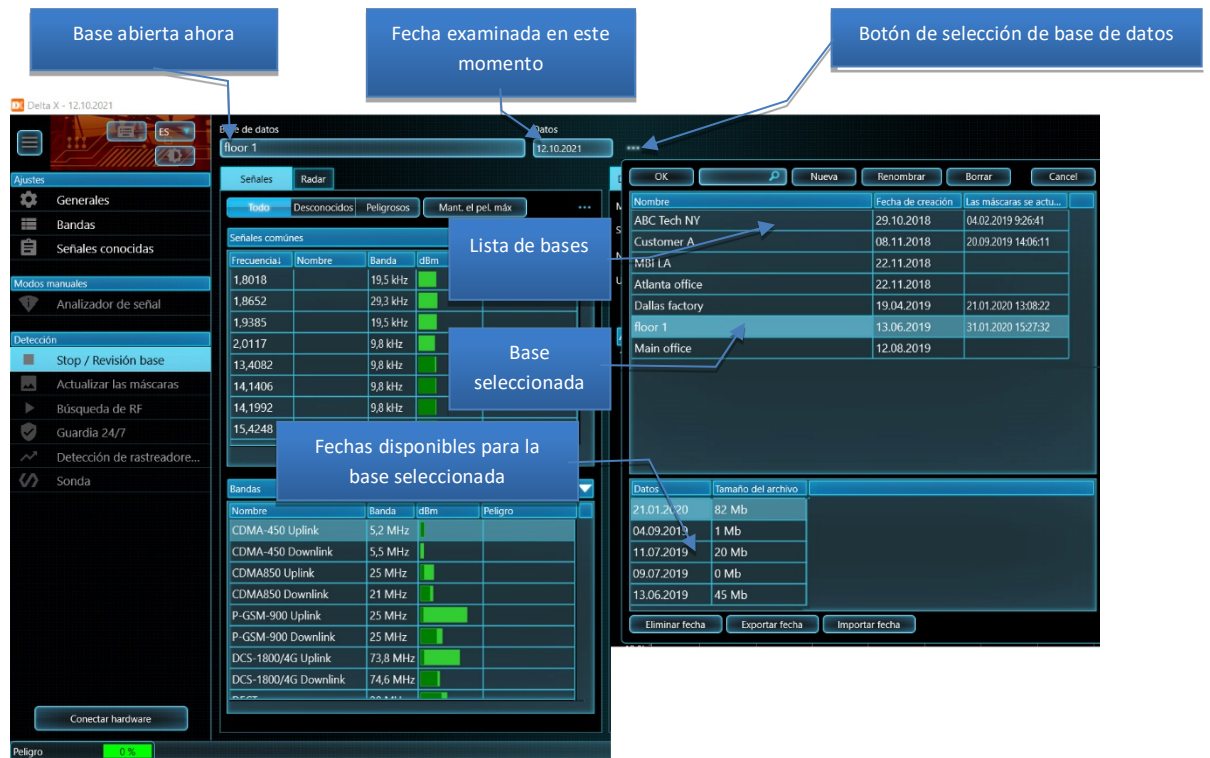 Base abierta ahora
Fecha examinada en este
momento
Botón de selección de base de datos
Delta X - 12.10.2021
ES
Base de datos
Datos
floor 1
12.10.2021
Ajustes
Generales
Bandas
Señales conocidas
Modos manuales
Analizador de señal
Detección
Stop / Revisión base
Actualizar las máscaras
Búsqueda de RF
Guardia 24/7
Detección de rastreadore...
Sonda
Conectar hardware
Peligro
0 %
Señales
Radar
Todo
Desconocidos
Peligrosos
Mant. el pel. máx
Señales comúnes
Frecuencia↓ Nombre Banda dBm
1,8018 19,5 kHz
1,8652 29,3 kHz
1,9385 19,5 kHz
2,0117 9,8 kHz
13,4082 9,8 kHz
14,1406 9,8 kHz
14,1992 9,8 kHz
15,4248
Lista de bases
Base
seleccionada
Fechas disponibles para la
base seleccionada
Bandas
Nombre Banda dBm Peligro
CDMA-450 Uplink 5,2 MHz
CDMA-450 Downlink 5,5 MHz
CDMA850 Uplink 25 MHz
CDMA850 Downlink 21 MHz
P-GSM-900 Uplink 25 MHz
P-GSM-900 Downlink 25 MHz
DCS-1800/4G Uplink 73,8 MHz
DCS-1800/4G Downlink 74,6 MHz
OK
Nueva
Renombrar
Borrar
Cancel
Nombre Fecha de creación Las máscaras se actu...
ABC Tech NY 29.10.2018 04.02.2019 9:26:41
Customer A 08.11.2018 20.09.2019 14:06:11
MBI LA 22.11.2018
Atlanta office 22.11.2018
Dallas factory 19.04.2019 21.01.2020 13:08:22
floor 1 13.06.2019 31.01.2020 15:27:32
Main office 12.08.2019
Datos Tamaño del archivo
21.01.2020 82 Mb
04.09.2019 1 Mb
11.07.2019 20 Mb
09.07.2019 0 Mb
13.06.2019 45 Mb
Eliminar fecha
Exportar fecha
Importar fecha